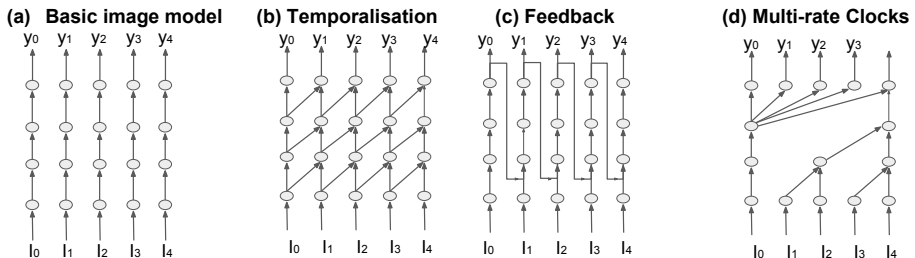 (a) Basic image model (b) Temporalisation (c) Feedback (d) Multi-rate Clocks
y0 y1 y2 y3 y4 y0 y1 y2 y3 y4 y0 y1 y2 y3 y4 y0 y1 y2 y3
I0 I1 I2 I3 I4 I0 I1 I2 I3 I4 I0 I1 I2 I3 I4 I0 I1 I2 I3 I4